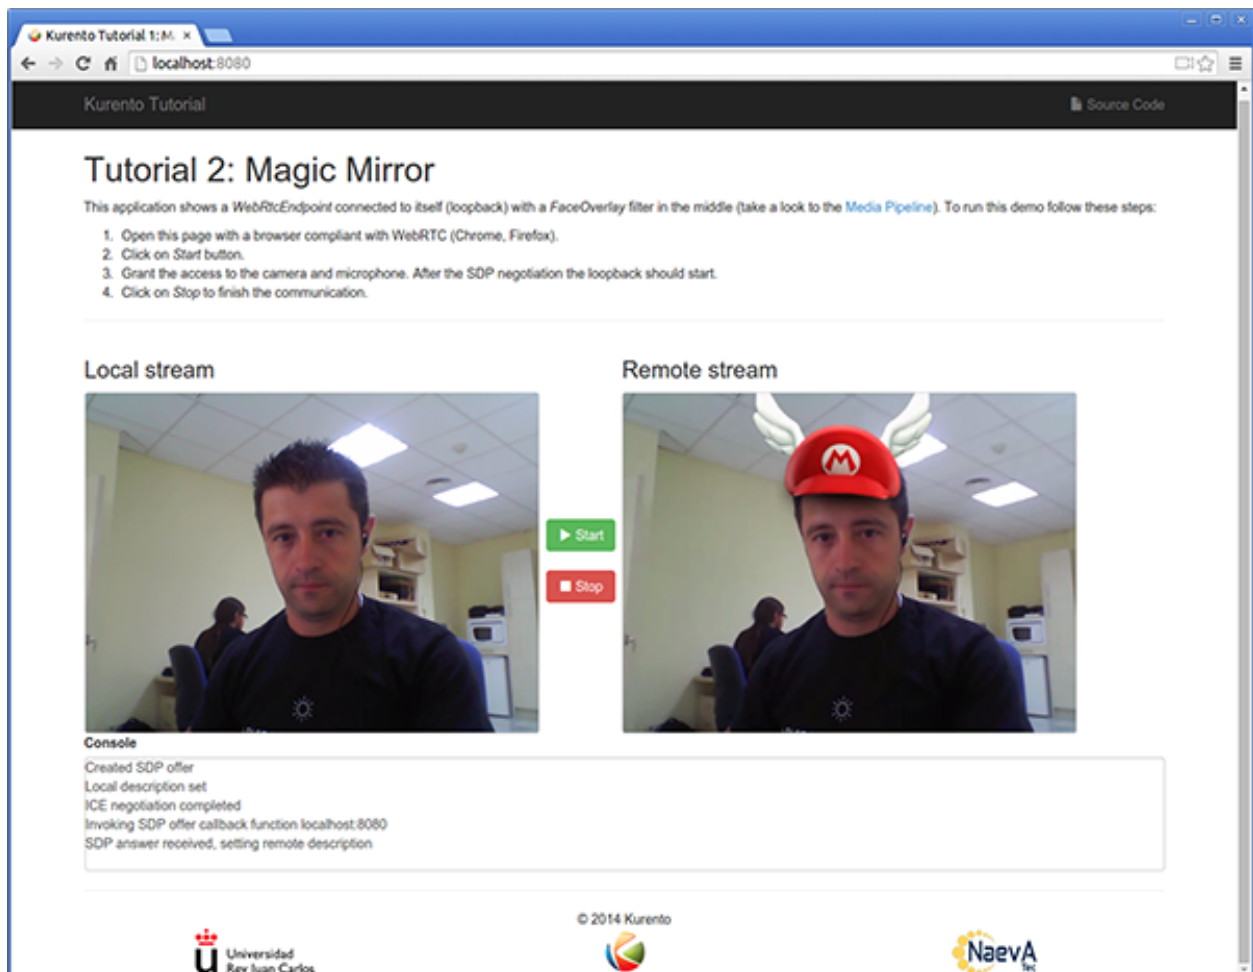 Kurento Tutorial 1: M
localhost:8080
Kurento Tutorial
Source Code
Tutorial 2: Magic Mirror
This application shows a WebRtcEndpoint connected to itself (loopback) with a FaceOverlay filter in the middle (take a look to the Media Pipeline). To run this demo follow these steps:
1. Open this page with a browser compliant with WebRTC (Chrome, Firefox).
2. Click on Start button.
3. Grant the access to the camera and microphone. After the SDP negotiation the loopback should start.
4. Click on Stop to finish the communication.
Local stream
Remote stream
M
Start
Stop
Console
Created SDP offer
Local description set
ICE negotiation completed
Invoking SDP offer callback function localhost:8080
SDP answer received, setting remote description
© 2014 Kurento
Universidad
Rey Juan Carlos
NaevA
Tec